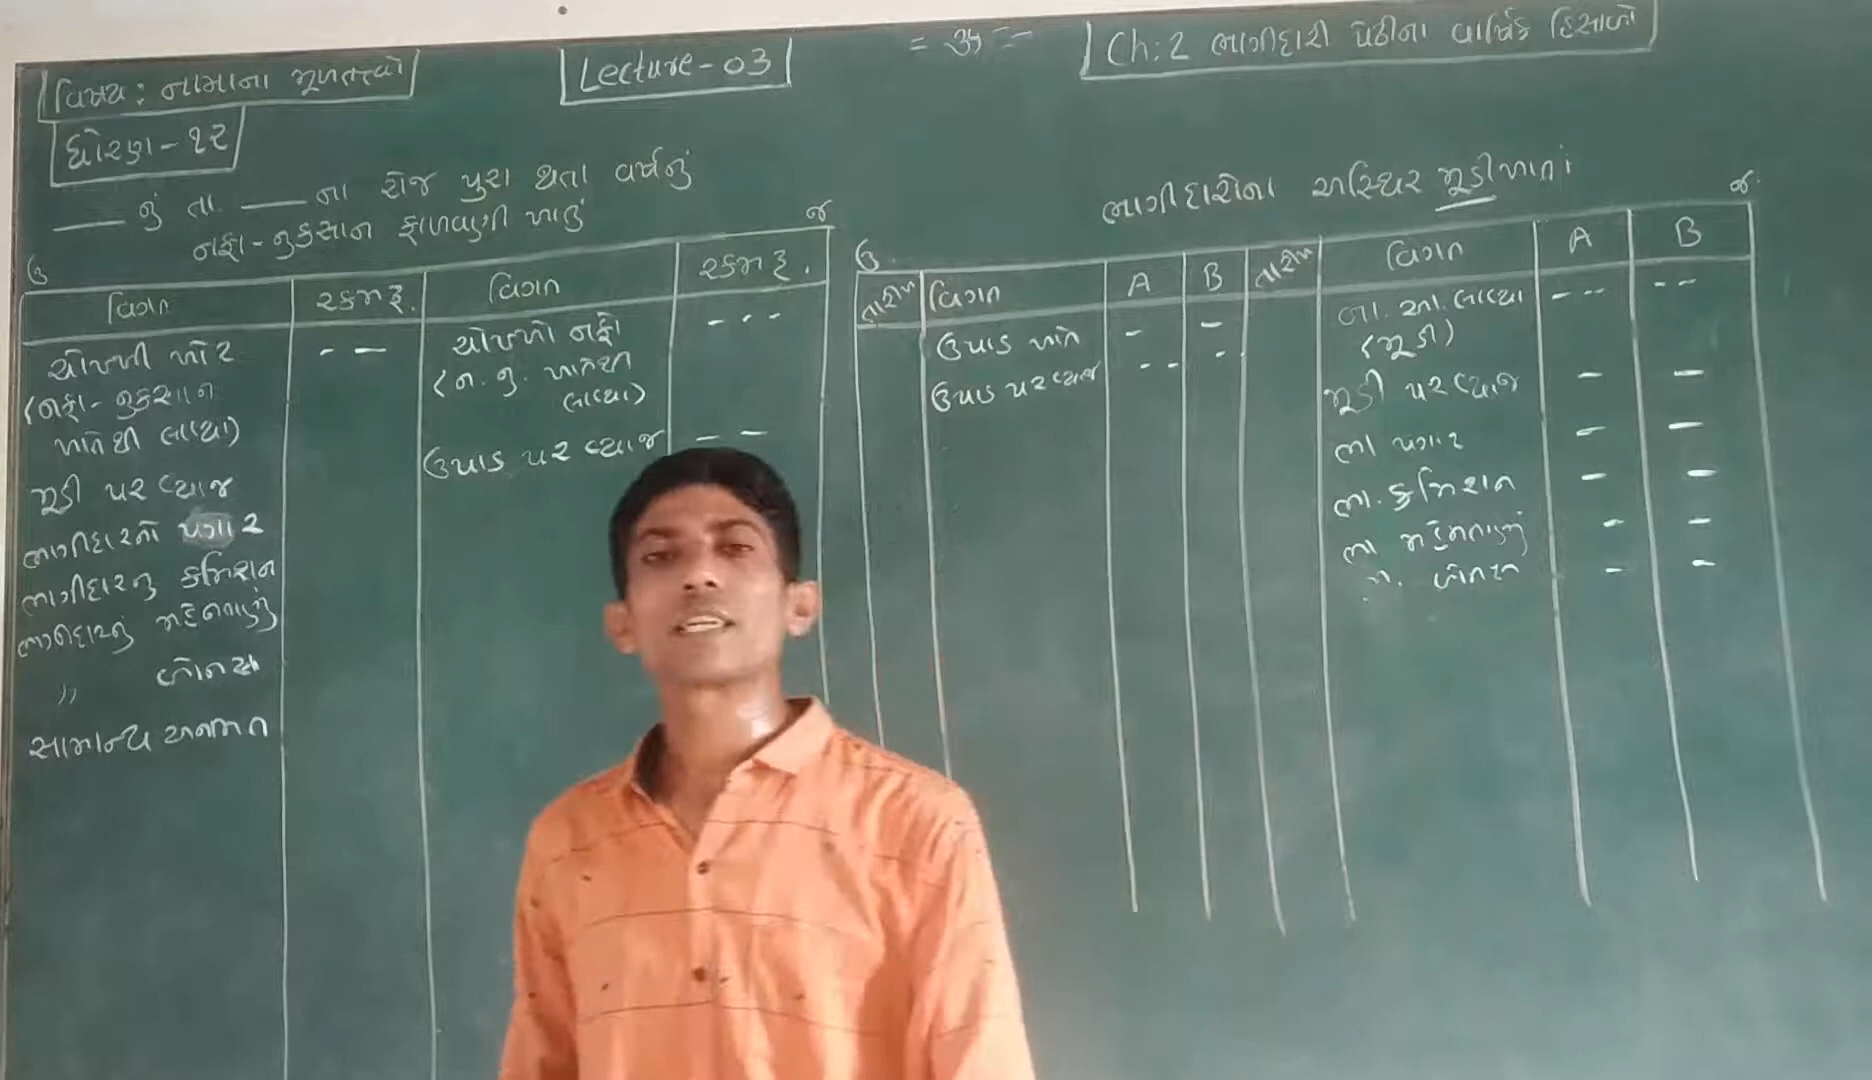 વિષય : નામાના મૂળતત્ત્વો
Lecture-03
= ૐ =
Ch:2 ભાગીદારી પેઢીના વાર્ષિક હિસાબો
ધોરણ-૧૨
____ નું તા. ____ ના રોજ પુરા થતા વર્ષનું
નફા-નુકસાન ફાળવણી ખાતું
ઉ
જ
વિગત
રકમ રૂ.
વિગત
રકમ રૂ.
ચોખ્ખી ખોટ - -
(નફા-નુકસાન
ખાતેથી લાવ્યા)
મૂડી પર વ્યાજ
ભાગીદારનો પગાર
ભાગીદારનુ કમિશન
ભાગીદારનું મહેનતાણું
,, બોનસ
સામાન્ય અનામત
ચોખ્ખો નફો - - -
(ન. નુ. ખાતેથી
લાવ્યા)
ઉપાડ પર વ્યાજ - -
ભાગીદારોના અસ્થિર મૂડીખાતાં
ઉ.
જ.
તારીખ
વિગત
A
B
તારીખ
વિગત
A
B
ઉપાડ ખાતે - -
ઉપાડ પર વ્યાજ - - -
બા. આ. લાવ્યા - - - - -
(મૂડી)
મૂડી પર વ્યાજ - -
ભા પગાર - -
ભા. કમિશન - -
ભા મહેનતાણું - -
બોનસ - -